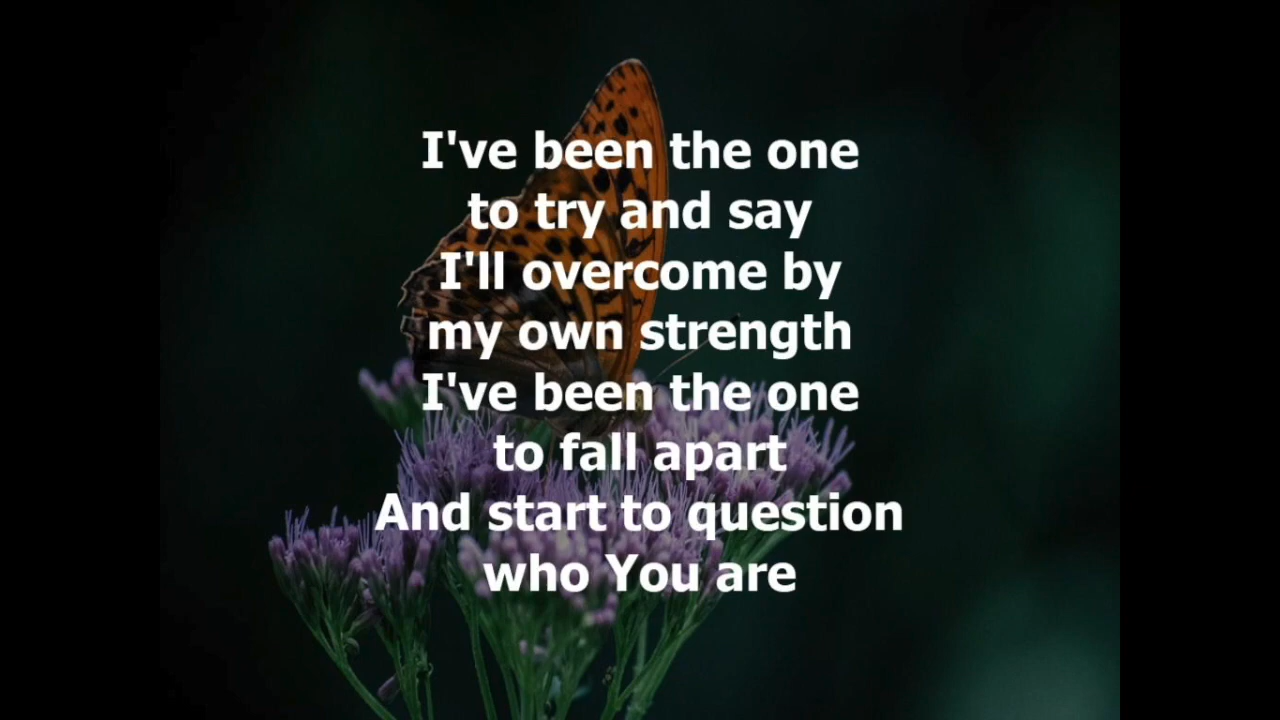 I've been the one
to try and say
I'll overcome by
my own strength
I've been the one
to fall apart
And start to question
who You are